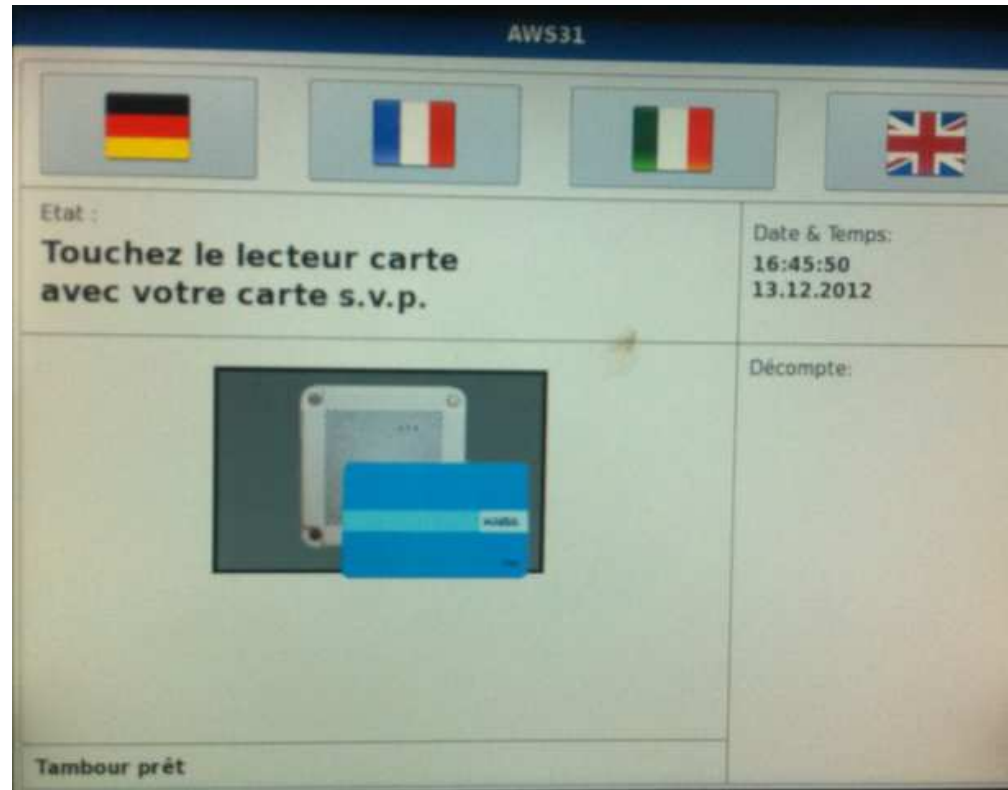 AWS31
Etat :
Touchez le lecteur carte
avec votre carte s.v.p.
Date & Temps:
16:45:50
13.12.2012
Décompte:
Tambour prêt